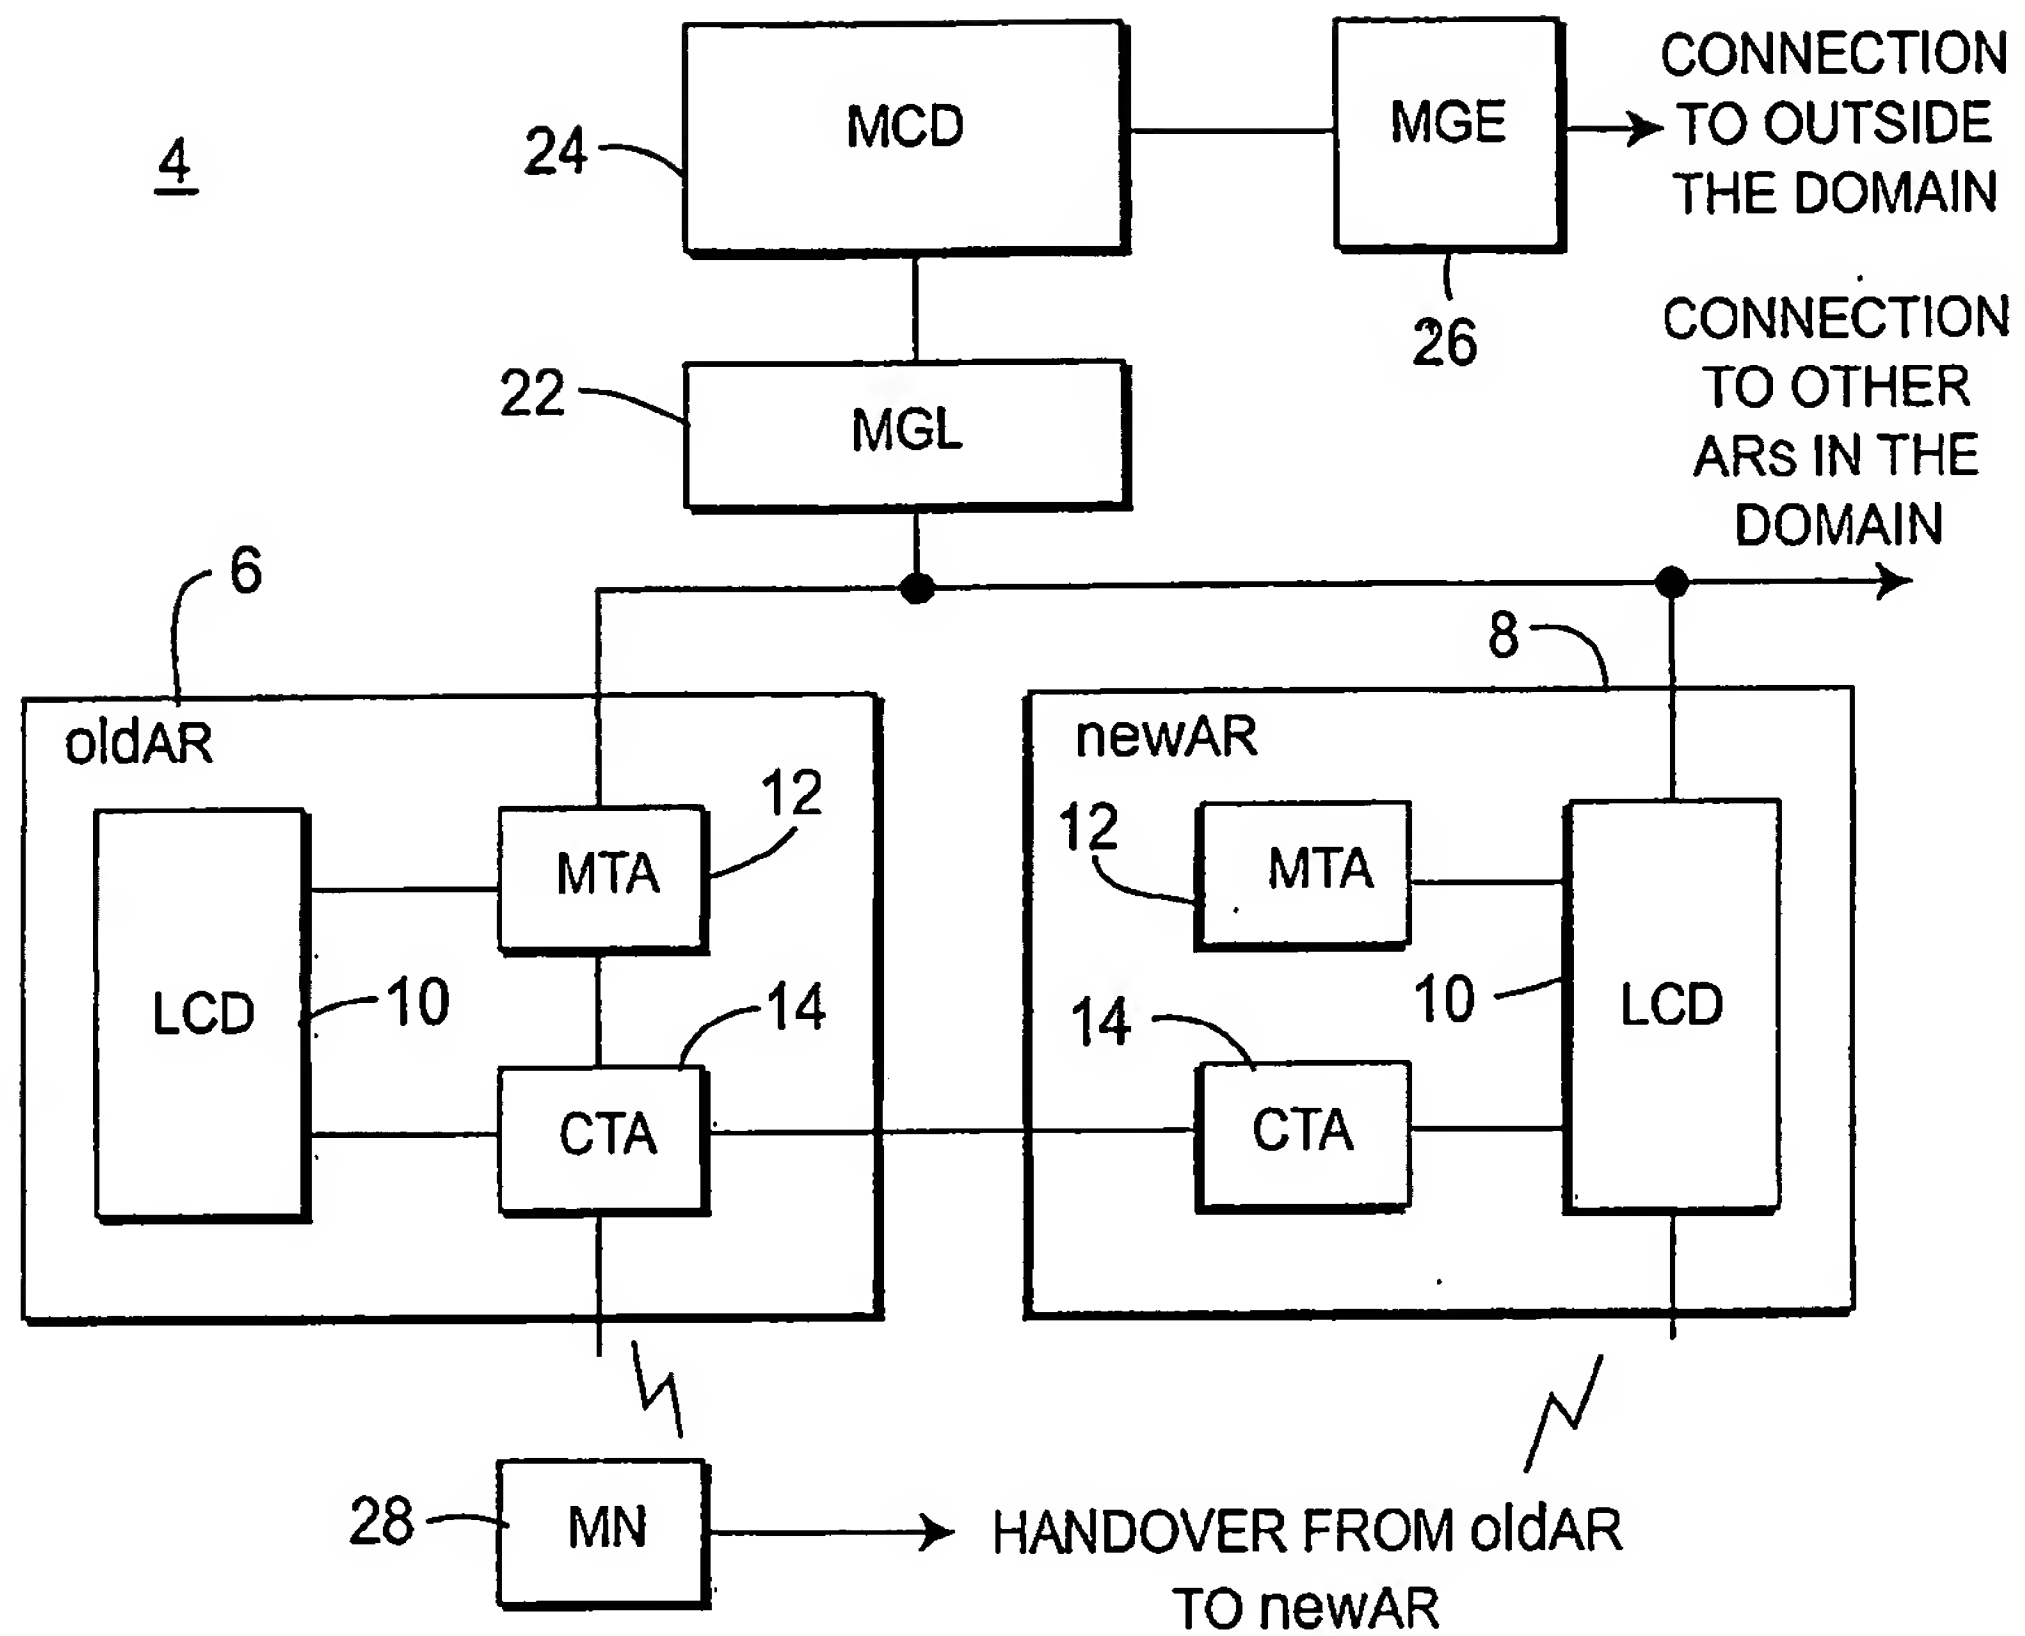 4
24
MCD
MGE
26
CONNECTION
TO OUTSIDE
THE DOMAIN
22
MGL
CONNECTION
TO OTHER
ARs IN THE
DOMAIN
6
oldAR
LCD
10
MTA
12
CTA
14
8
newAR
12
MTA
14
CTA
10
LCD
28
MN
HANDOVER FROM oldAR
TO newAR